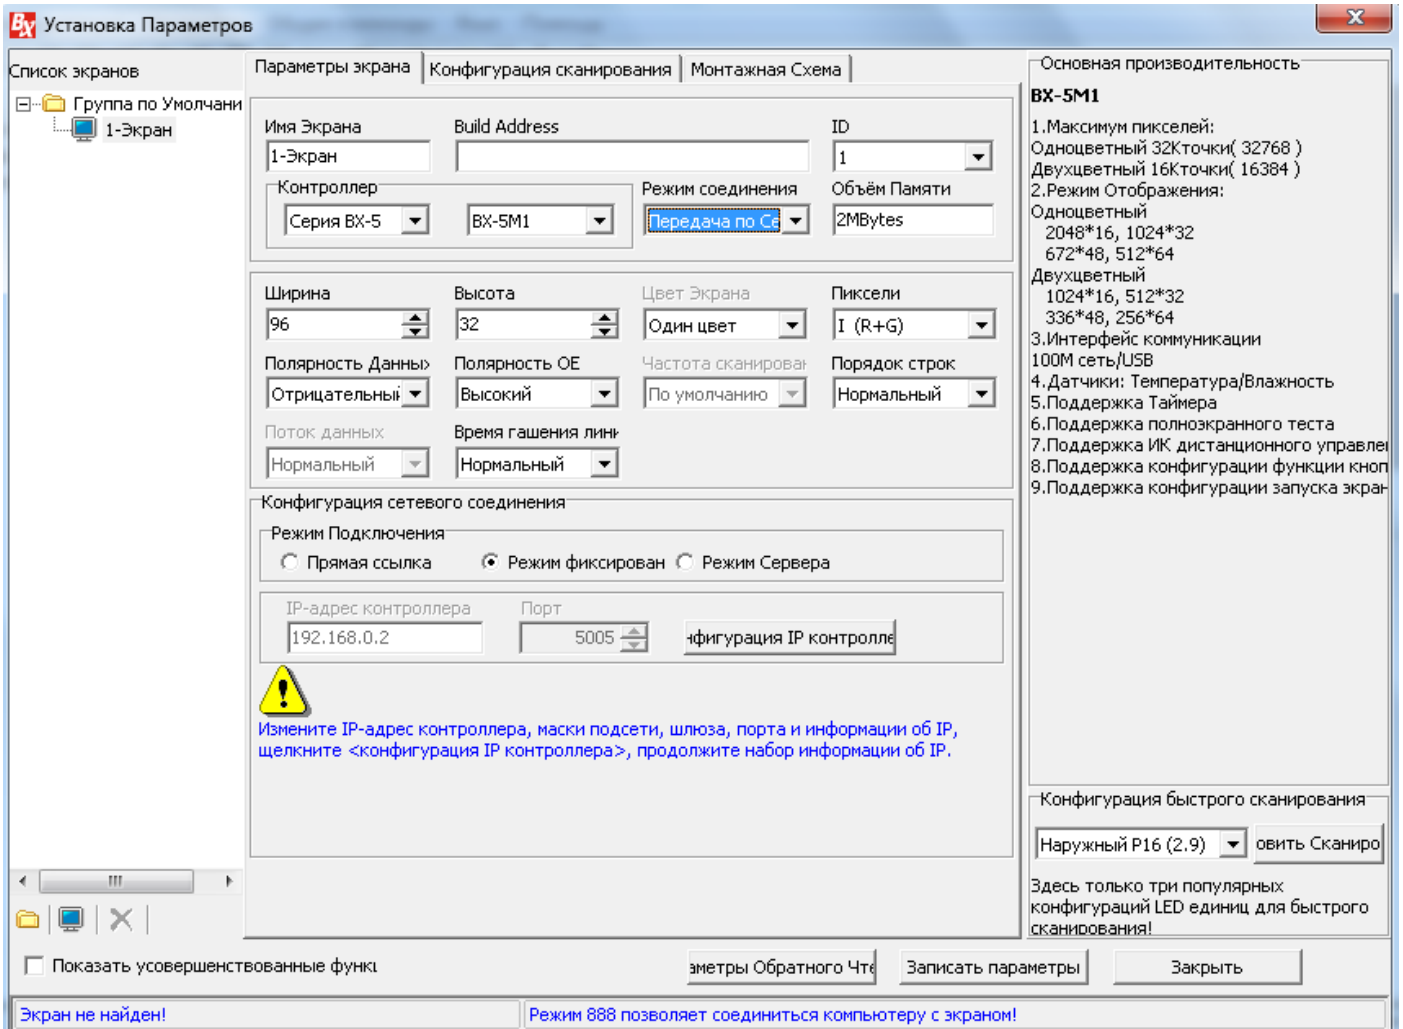 Установка Параметров
Список экранов
Группа по Умолчани
1-Экран
Параметры экрана
Конфигурация сканирования
Монтажная Схема
Имя Экрана
Build Address
ID
1-Экран
1
Контроллер
Режим соединения
Объём Памяти
Серия BX-5
BX-5M1
Передача по Се
2MBytes
Ширина
Высота
Цвет Экрана
Пиксели
96
32
Один цвет
I (R+G)
Полярность Данных
Полярность OE
Частота сканирован
Порядок строк
Отрицательный
Высокий
По умолчанию
Нормальный
Поток данных
Время гашения лини
Нормальный
Нормальный
Конфигурация сетевого соединения
Режим Подключения
Прямая ссылка
Режим фиксирован
Режим Сервера
IP-адрес контроллера
Порт
192.168.0.2
5005
нфигурация IP контролле
Измените IP-адрес контроллера, маски подсети, шлюза, порта и информации об IP,
щелкните <конфигурация IP контроллера>, продолжите набор информации об IP.
Основная производительность
BX-5M1
1.Максимум пикселей:
Одноцветный 32Kточки( 32768 )
Двухцветный 16Kточки( 16384 )
2.Режим Отображения:
Одноцветный
2048*16, 1024*32
672*48, 512*64
Двухцветный
1024*16, 512*32
336*48, 256*64
3.Интерфейс коммуникации
100M сеть/USB
4.Датчики: Температура/Влажность
5.Поддержка Таймера
6.Поддержка полноэкранного теста
7.Поддержка ИК дистанционного управлен
8.Поддержка конфигурации функции кноп
9.Поддержка конфигурации запуска экран
Конфигурация быстрого сканирования
Наружный P16 (2.9)
овить Сканиро
Здесь только три популярных
конфигураций LED единиц для быстрого
сканирования!
Показать усовершенствованные функц
аметры Обратного Чте
Записать параметры
Закрыть
Экран не найден!
Режим 888 позволяет соединиться компьютеру с экраном!